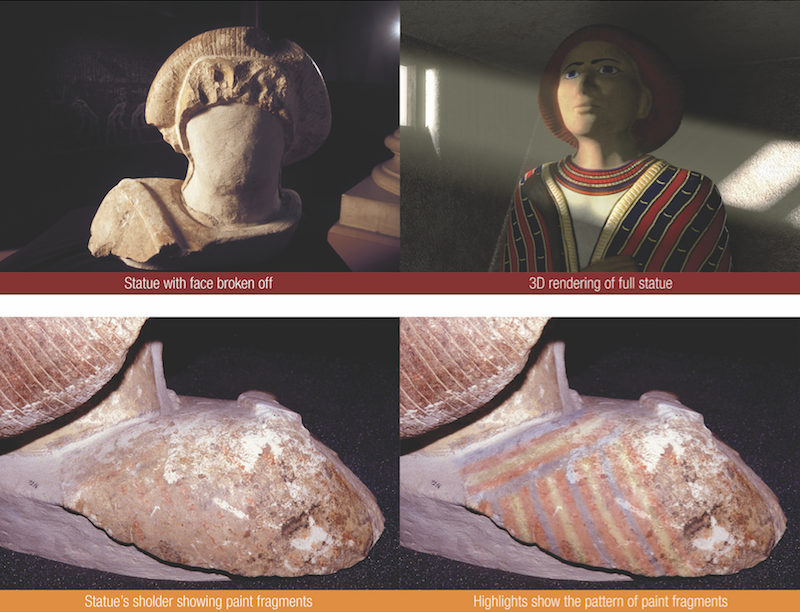 Statue with face broken off
3D rendering of full statue
Statue's sholder showing paint fragments
Highlights show the pattern of paint fragments